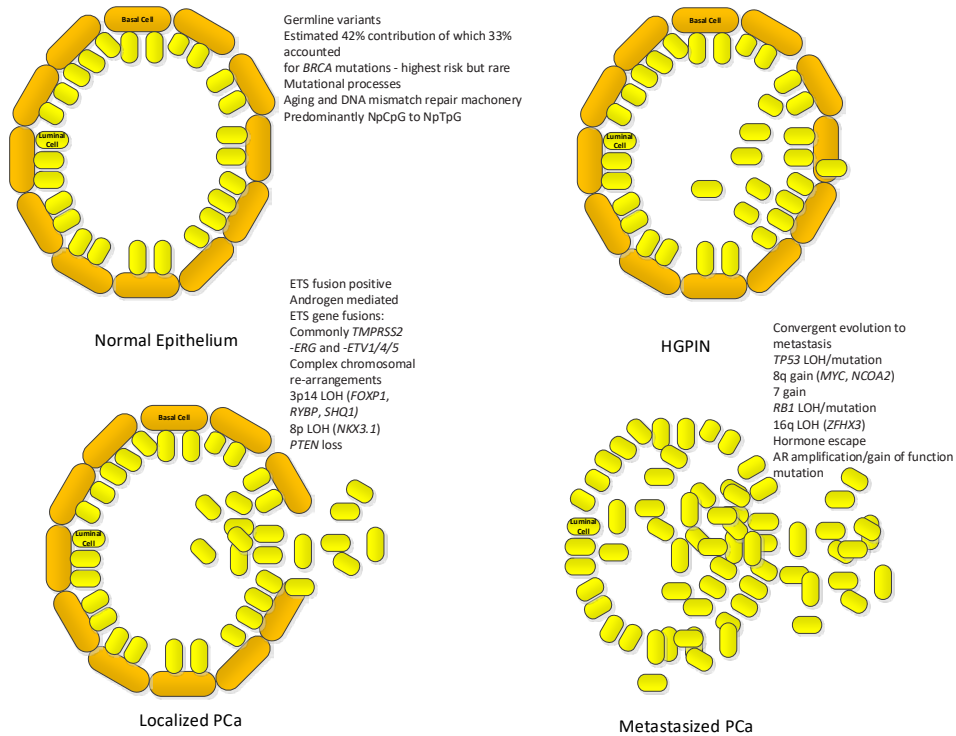 Basal Cell
Luminal
Cell
Normal Epithelium
Germline variants
Estimated 42% contribution of which 33%
accounted
for BRCA mutations - highest risk but rare
Mutational processes
Aging and DNA mismatch repair machonery
Predominantly NpCpG to NpTpG
Luminal
Cell
HGPIN
ETS fusion positive
Androgen mediated
ETS gene fusions:
Commonly TMPRSS2
-ERG and -ETV1/4/5
Complex chromosomal
re-arrangements
3p14 LOH (FOXP1,
RYBP, SHQ1)
8p LOH (NKX3.1)
PTEN loss
Basal Cell
Luminal
Cell
Localized PCa
Convergent evolution to
metastasis
TP53 LOH/mutation
8q gain (MYC, NCOA2)
7 gain
RB1 LOH/mutation
16q LOH (ZFHX3)
Hormone escape
AR amplification/gain of function
mutation
Luminal
Cell
Metastasized PCa